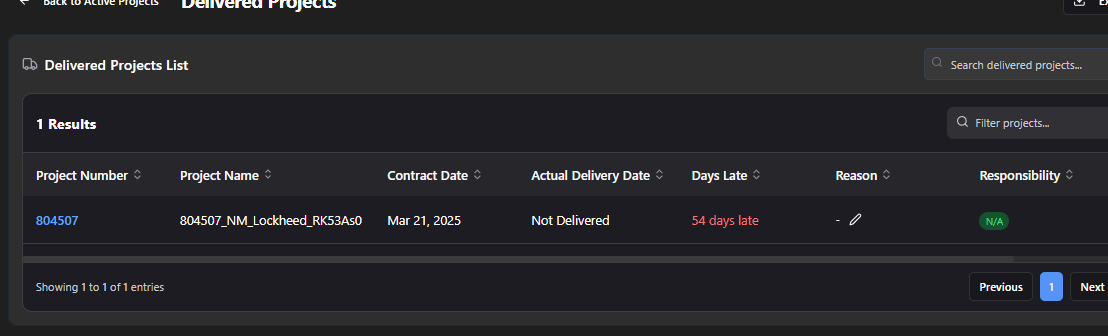 Back to Active Projects Delivered Projects
Delivered Projects List Search delivered projects...
1 Results Filter projects...
Project Number Project Name Contract Date Actual Delivery Date Days Late Reason Responsibility
804507 804507_NM_Lockheed_RK53As0 Mar 21, 2025 Not Delivered 54 days late - N/A
Showing 1 to 1 of 1 entries Previous 1 Next